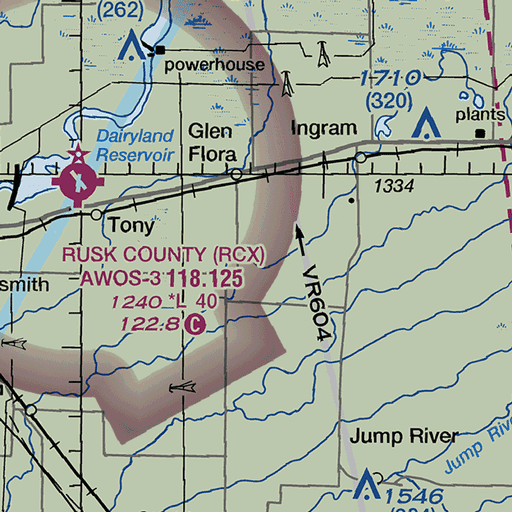 (262)
powerhouse
1710
(320)
plants
Dairyland
Reservoir
Glen
Flora
Ingram
1334
Tony
RUSK COUNTY (RCX)
AWOS-3 118.125
1240 *L 40
122.8 C
smith
VR604
Jump River
Jump Rive
1546